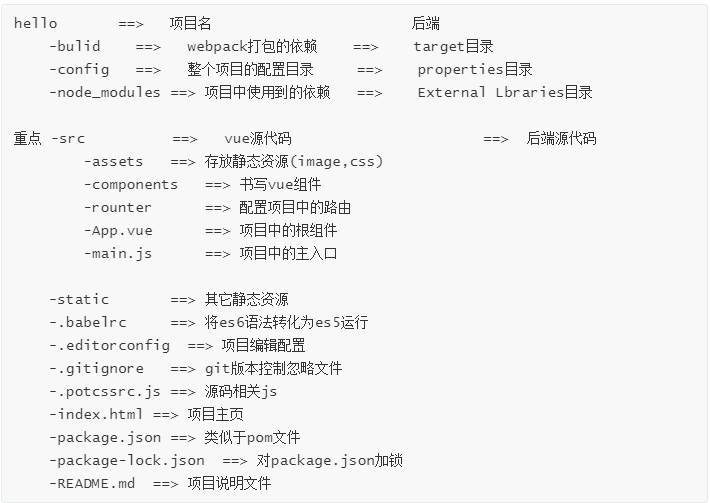 hello ==> 项目名 后端
-bulid ==> webpack打包的依赖 ==> target目录
-config ==> 整个项目的配置目录 ==> properties目录
-node_modules ==> 项目中使用到的依赖 ==> External Lbraries目录
重点 -src ==> vue源代码 ==> 后端源代码
-assets ==> 存放静态资源(image,css)
-components ==> 书写vue组件
-rounter ==> 配置项目中的路由
-App.vue ==> 项目中的根组件
-main.js ==> 项目中的主入口
-static ==> 其它静态资源
-.babelrc ==> 将es6语法转化为es5运行
-.editorconfig ==> 项目编辑配置
-.gitignore ==> git版本控制忽略文件
-.potcssrc.js ==> 源码相关js
-index.html ==> 项目主页
-package.json ==> 类似于pom文件
-package-lock.json ==> 对package.json加锁
-README.md ==> 项目说明文件